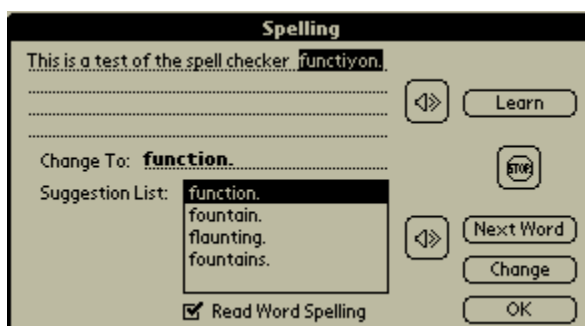 Spelling
This is a test of the spell checker functiyon.
Learn
Change To: function.
STOP
Suggestion List: function.
fountain.
flaunting.
fountains.
Next Word
Change
Read Word Spelling
OK